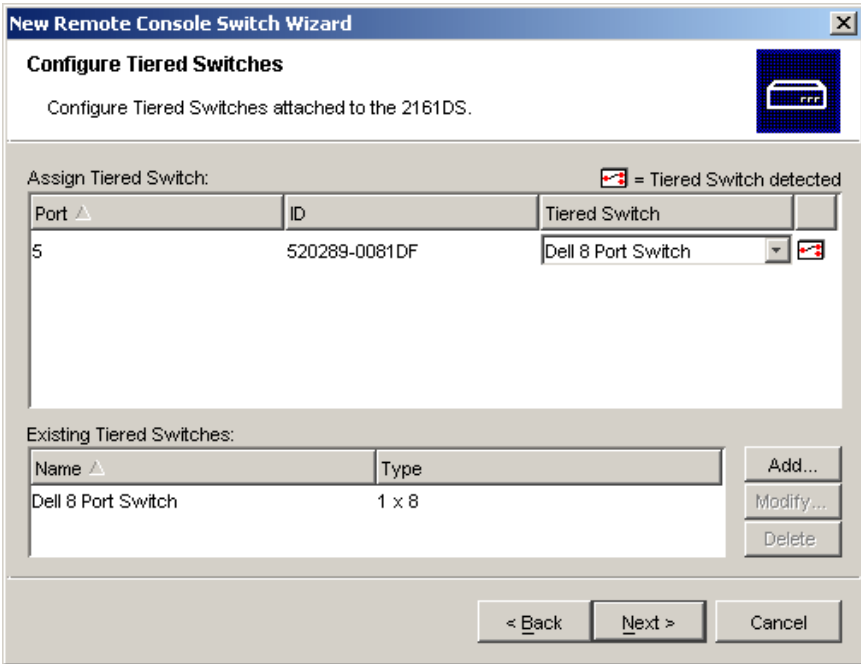 New Remote Console Switch Wizard
Configure Tiered Switches
Configure Tiered Switches attached to the 2161DS.
Assign Tiered Switch: = Tiered Switch detected
Port ID Tiered Switch
5 520289-0081DF Dell 8 Port Switch
Existing Tiered Switches:
Name Type
Dell 8 Port Switch 1 x 8
Add...
Modify...
Delete
< Back Next > Cancel